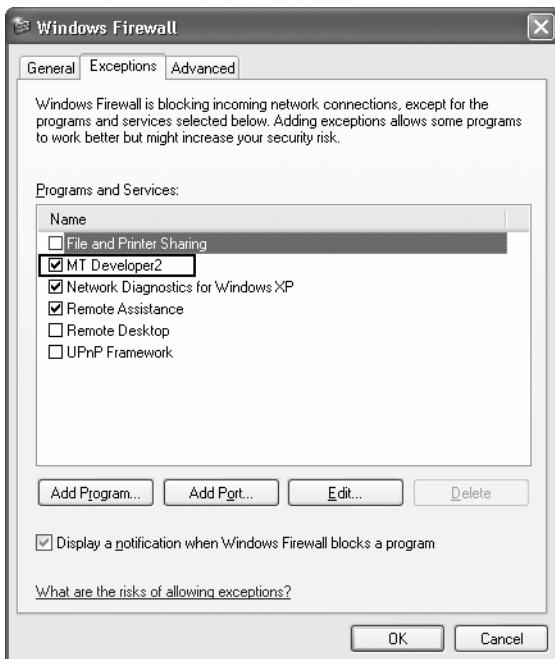 Windows Firewall
General Exceptions Advanced
Windows Firewall is blocking incoming network connections, except for the
programs and services selected below. Adding exceptions allows some programs
to work better but might increase your security risk.
Programs and Services:
Name
File and Printer Sharing
MT Developer2
Network Diagnostics for Windows XP
Remote Assistance
Remote Desktop
UPnP Framework
Add Program... Add Port... Edit... Delete
Display a notification when Windows Firewall blocks a program
What are the risks of allowing exceptions?
OK Cancel